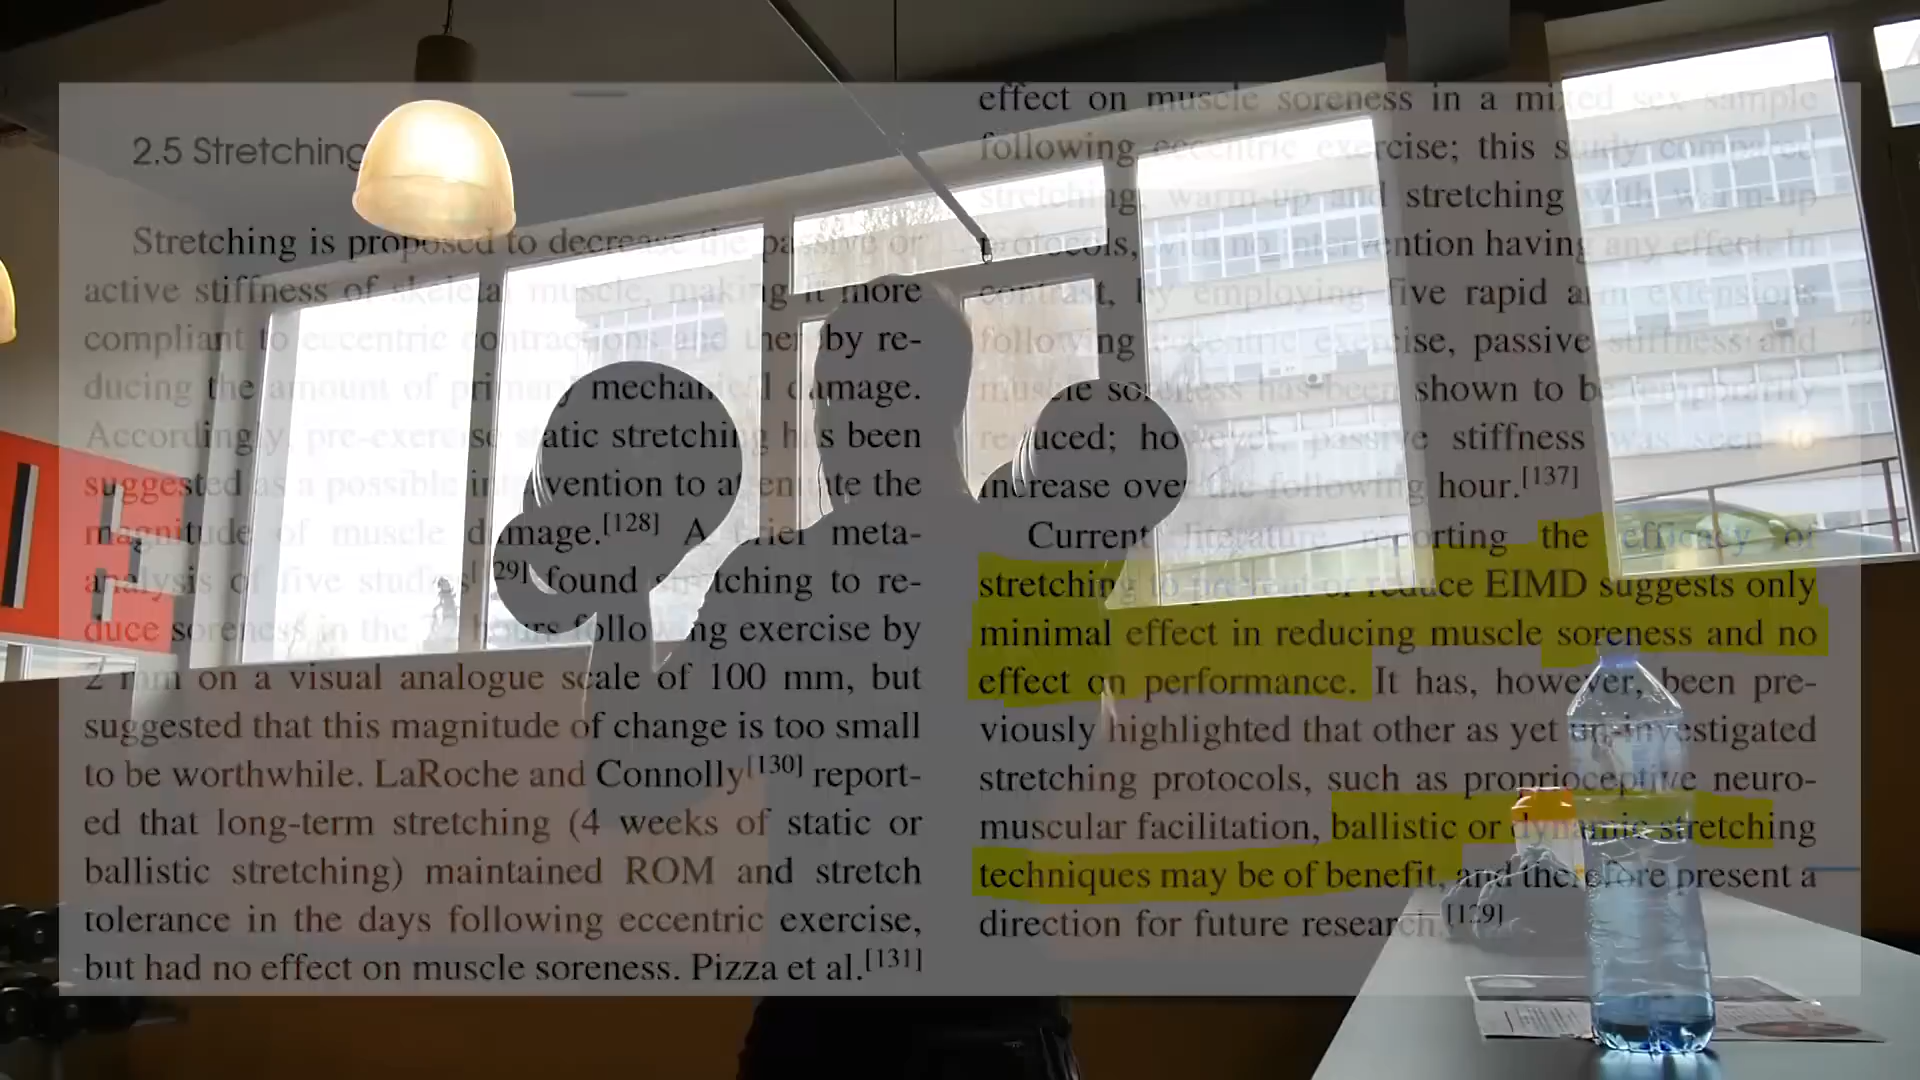 2.5 Stretching
Stretching is proposed to decrease the passive or
active stiffness of skeletal muscle, making it more
compliant to eccentric contractions and thereby re-
ducing the amount of primary mechanical damage.
Accordingly, pre-exercise static stretching has been
suggested as a possible intervention to attenuate the
magnitude of muscle damage.[128] A brief meta-
analysis of five studies[129] found stretching to re-
duce soreness in the 72 hours following exercise by
2 mm on a visual analogue scale of 100 mm, but
suggested that this magnitude of change is too small
to be worthwhile. LaRoche and Connolly[130] report-
ed that long-term stretching (4 weeks of static or
ballistic stretching) maintained ROM and stretch
tolerance in the days following eccentric exercise,
but had no effect on muscle soreness. Pizza et al.[131]
effect on muscle soreness in a mixed sex sample
following eccentric exercise; this study compared
stretching, warm-up and stretching with warm-up
protocols, with no intervention having any effect. In
contrast, by employing five rapid arm extensions
following eccentric exercise, passive stiffness and
muscle soreness has been shown to be temporarily
reduced; however, passive stiffness was seen to
increase over the following hour.[137]
Current literature reporting the efficacy of
stretching to prevent or reduce EIMD suggests only
minimal effect in reducing muscle soreness and no
effect on performance. It has, however, been pre-
viously highlighted that other as yet un-investigated
stretching protocols, such as proprioceptive neuro-
muscular facilitation, ballistic or dynamic stretching
techniques may be of benefit, and therefore present a
direction for future research.[129]